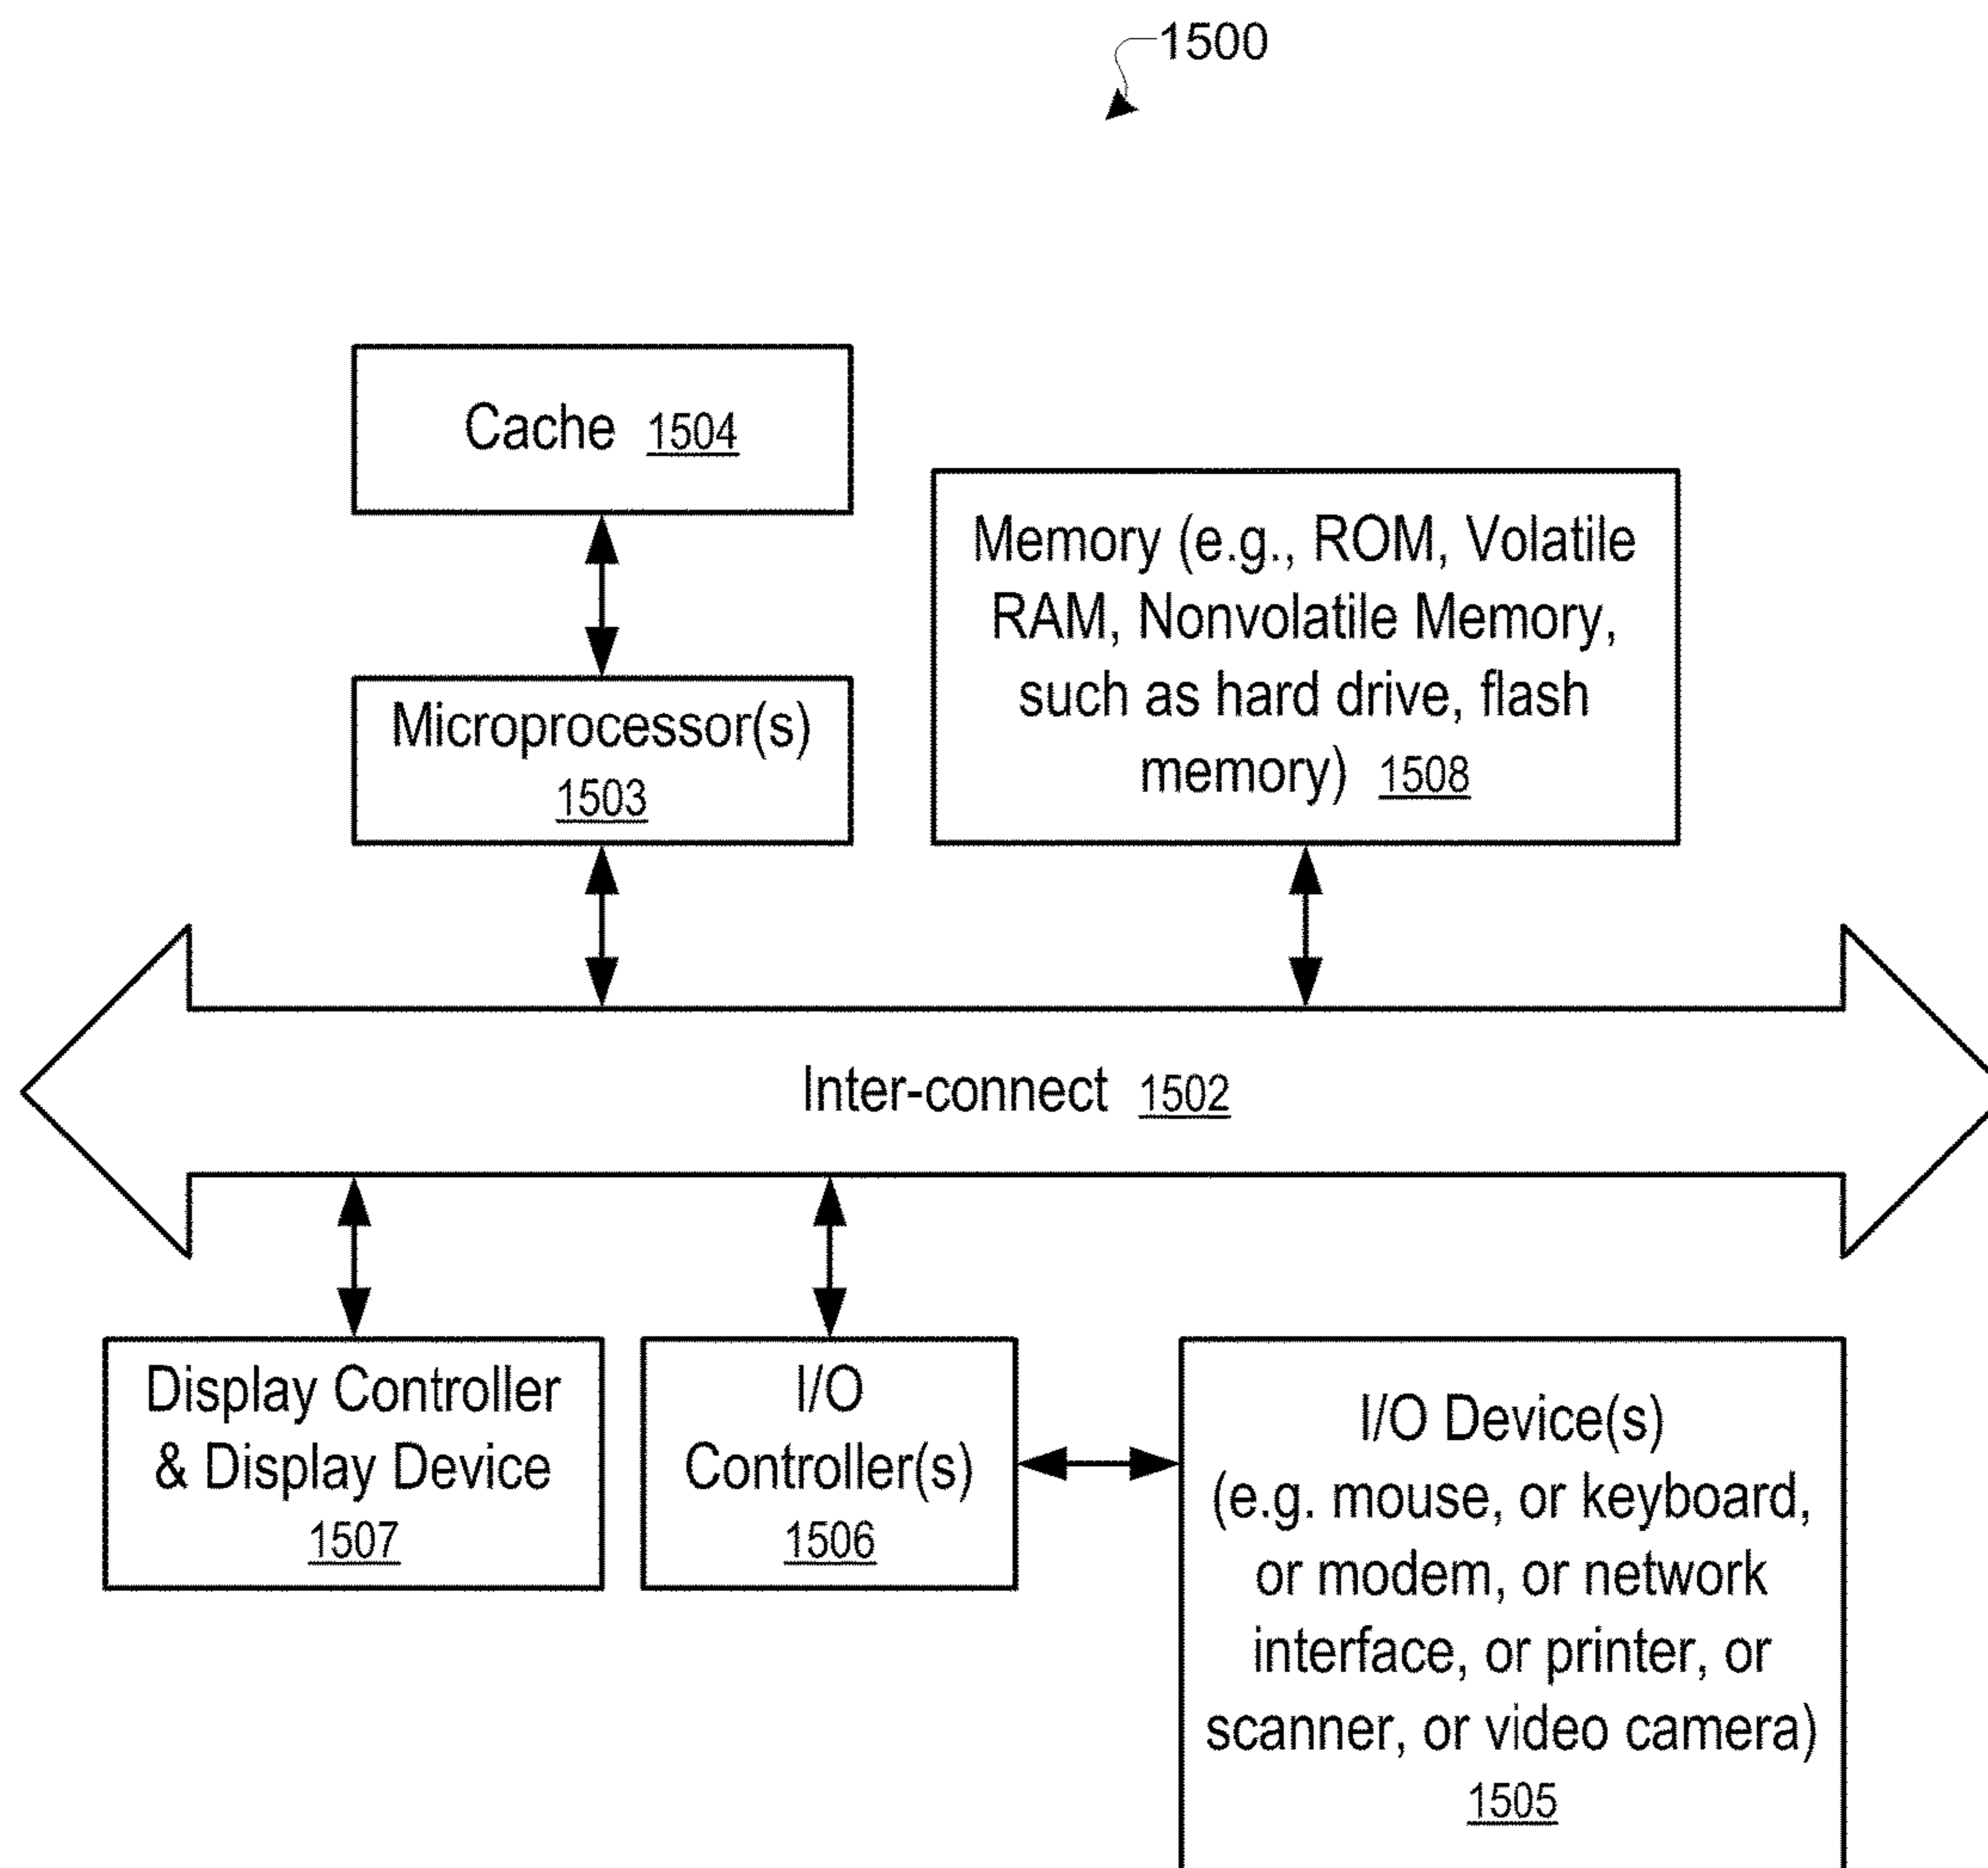 1500
Cache 1504
Memory (e.g., ROM, Volatile
RAM, Nonvolatile Memory,
such as hard drive, flash
memory) 1508
Microprocessor(s)
1503
Inter-connect 1502
Display Controller
& Display Device
1507
I/O
Controller(s)
1506
I/O Device(s)
(e.g. mouse, or keyboard,
or modem, or network
interface, or printer, or
scanner, or video camera)
1505